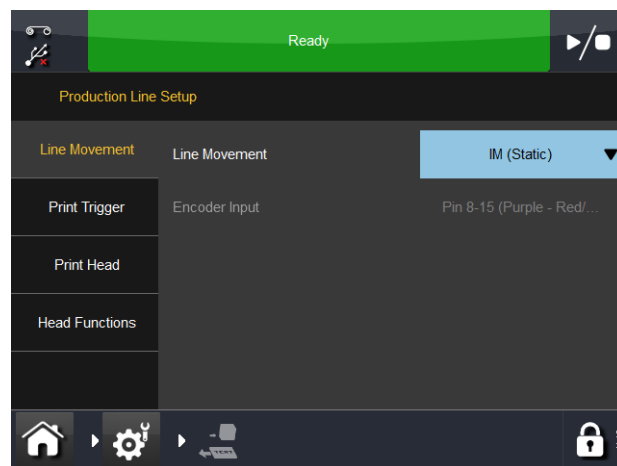 Ready
Production Line Setup
Line Movement
Line Movement
IM (Static)
Encoder Input
Pin 8-15 (Purple - Red/...
Print Trigger
Print Head
Head Functions
TEXT